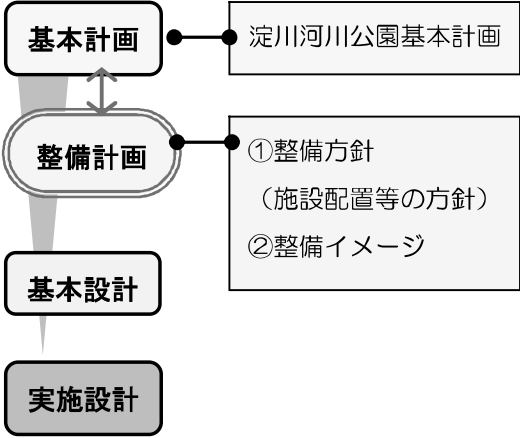 基本計画
淀川河川公園基本計画
整備計画
①整備方針
（施設配置等の方針）
②整備イメージ
基本設計
実施設計